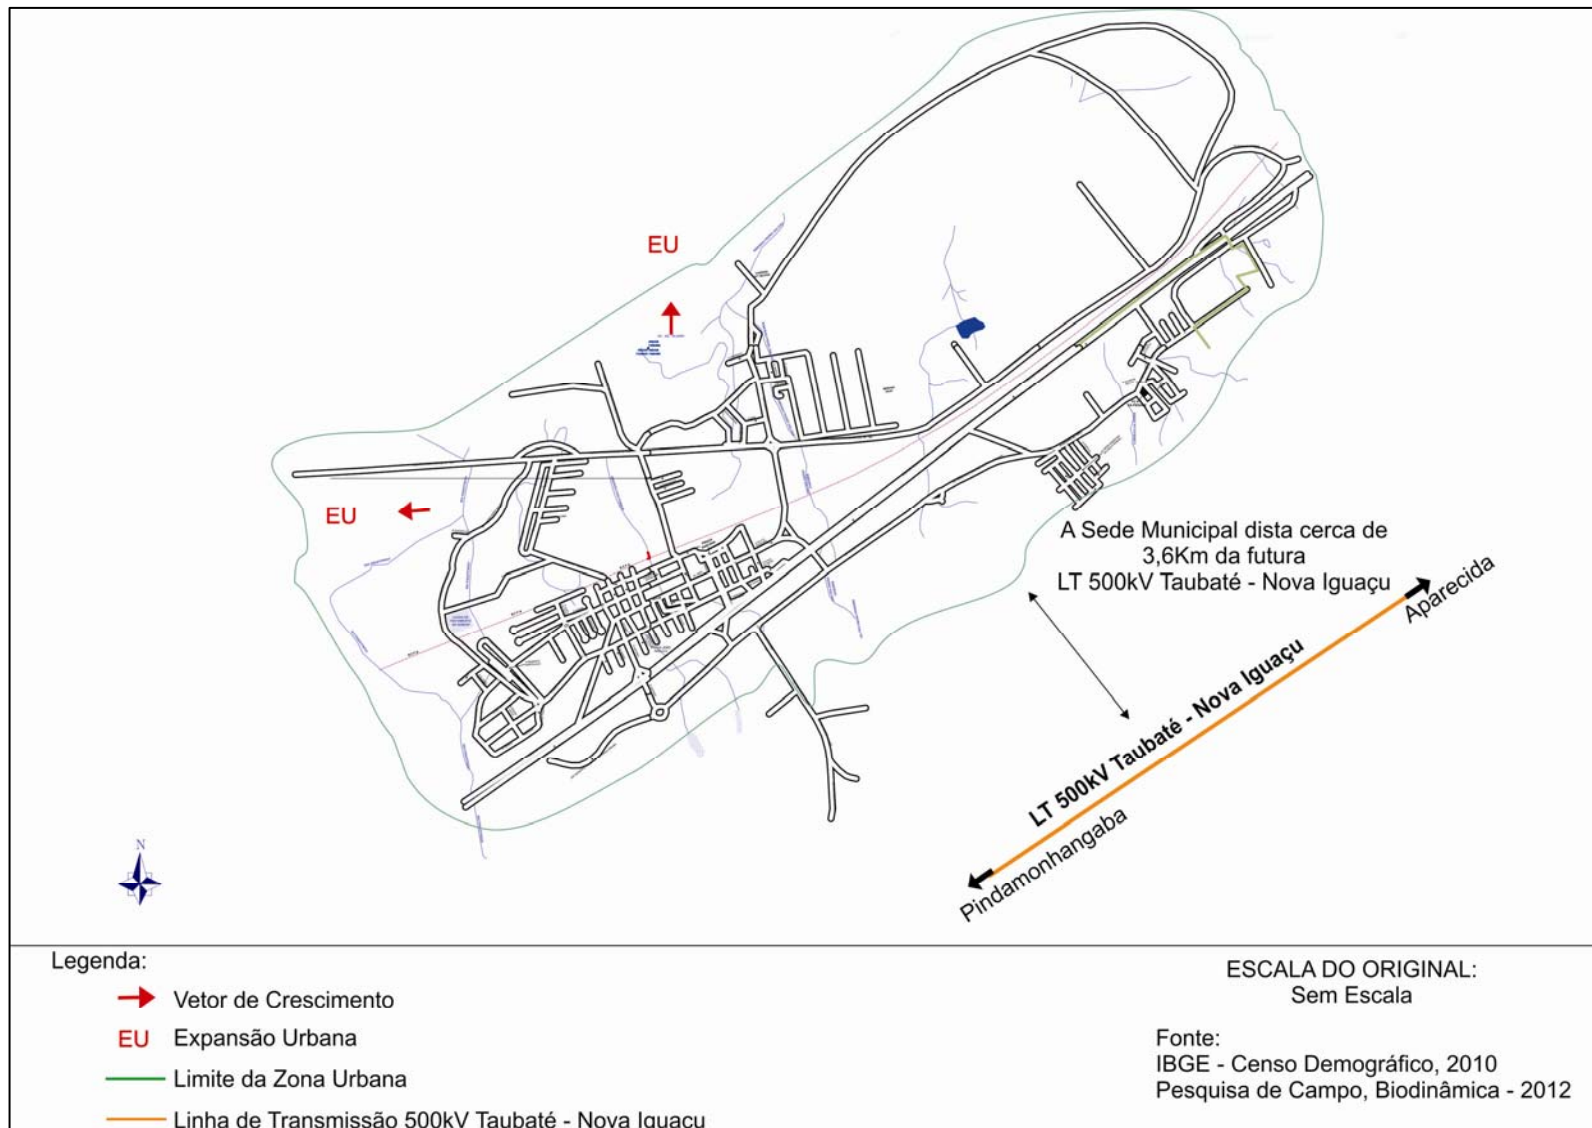 EU
EU
A Sede Municipal dista cerca de
3,6Km da futura
LT 500kV Taubaté - Nova Iguaçu
Aparecida
LT 500kV Taubaté - Nova Iguaçu
Pindamonhangaba
N
Legenda:
Vetor de Crescimento
EU Expansão Urbana
Limite da Zona Urbana
Linha de Transmissão 500kV Taubaté - Nova Iguaçu
ESCALA DO ORIGINAL:
Sem Escala
Fonte:
IBGE - Censo Demográfico, 2010
Pesquisa de Campo, Biodinâmica - 2012